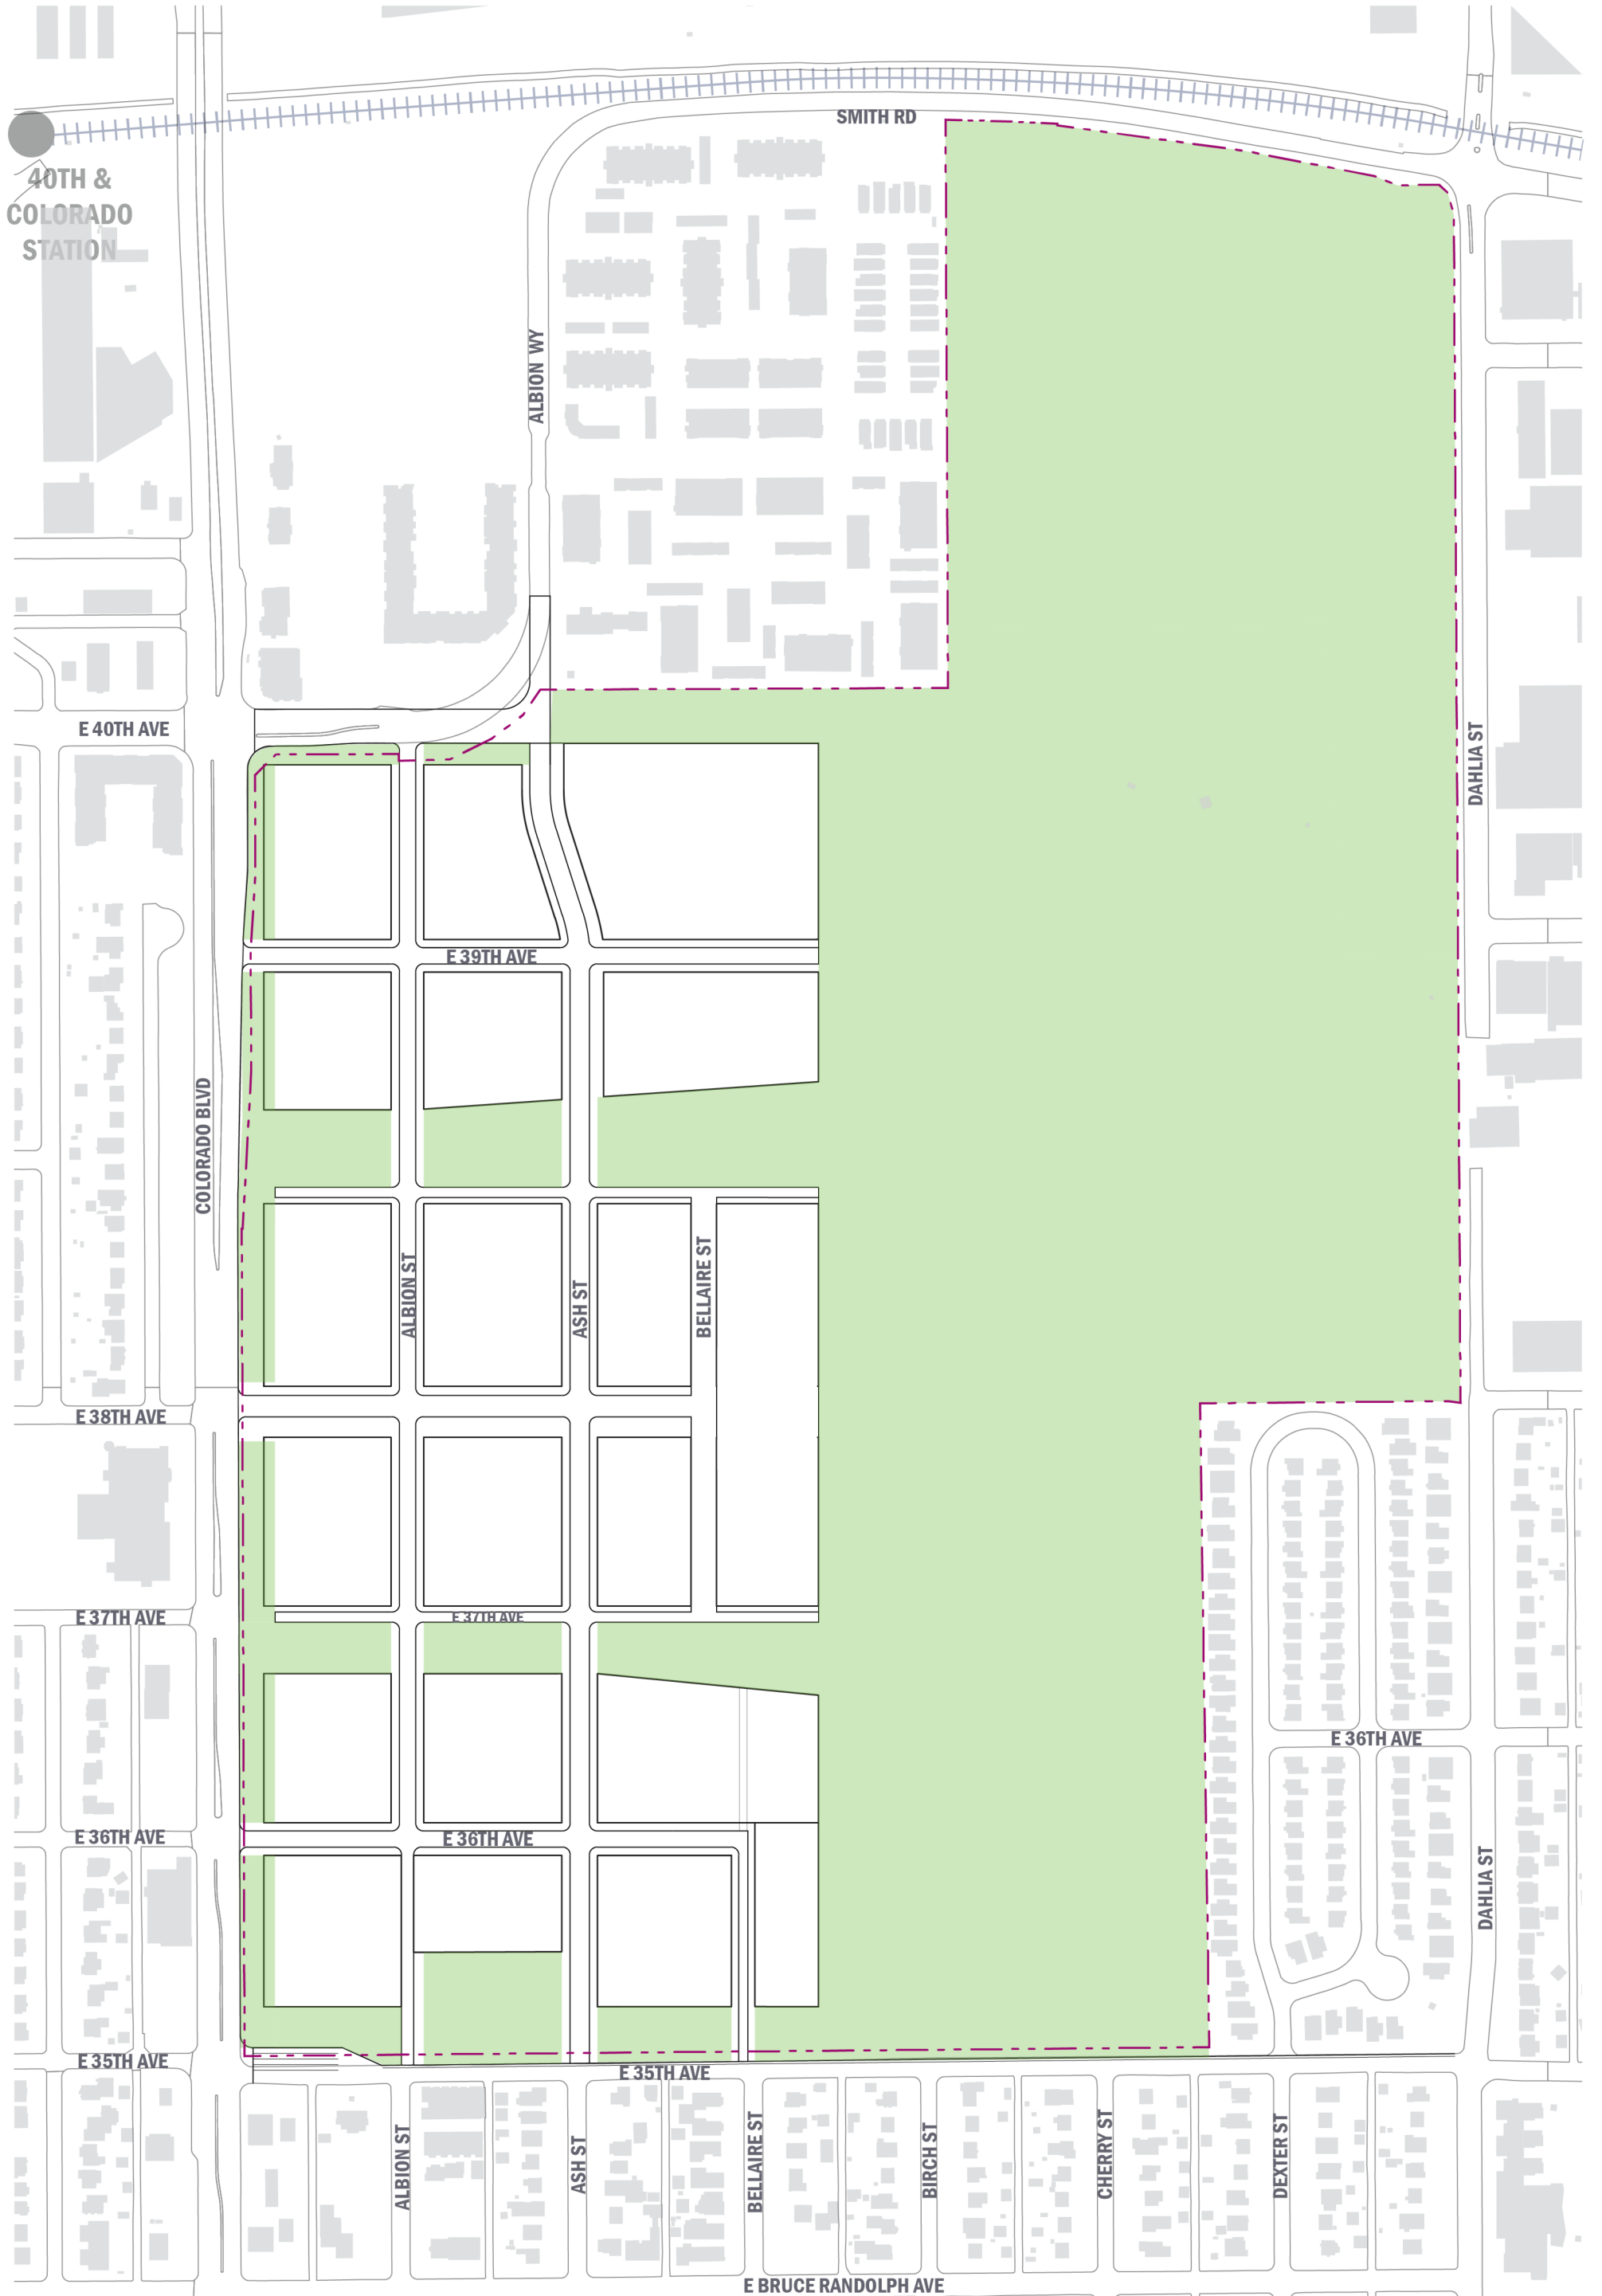 SMITH RD
40TH &
COLORADO
STATION
ALBION WY
E 40TH AVE
DAHLIA ST
E 39TH AVE
COLORADO BLVD
ALBION ST
ASH ST
BELLAIRE ST
E 38TH AVE
E 37TH AVE
E 37TH AVE
E 36TH AVE
E 36TH AVE
E 36TH AVE
DAHLIA ST
E 35TH AVE
E 35TH AVE
ALBION ST
ASH ST
BELLAIRE ST
BIRCH ST
CHERRY ST
DEXTER ST
E BRUCE RANDOLPH AVE